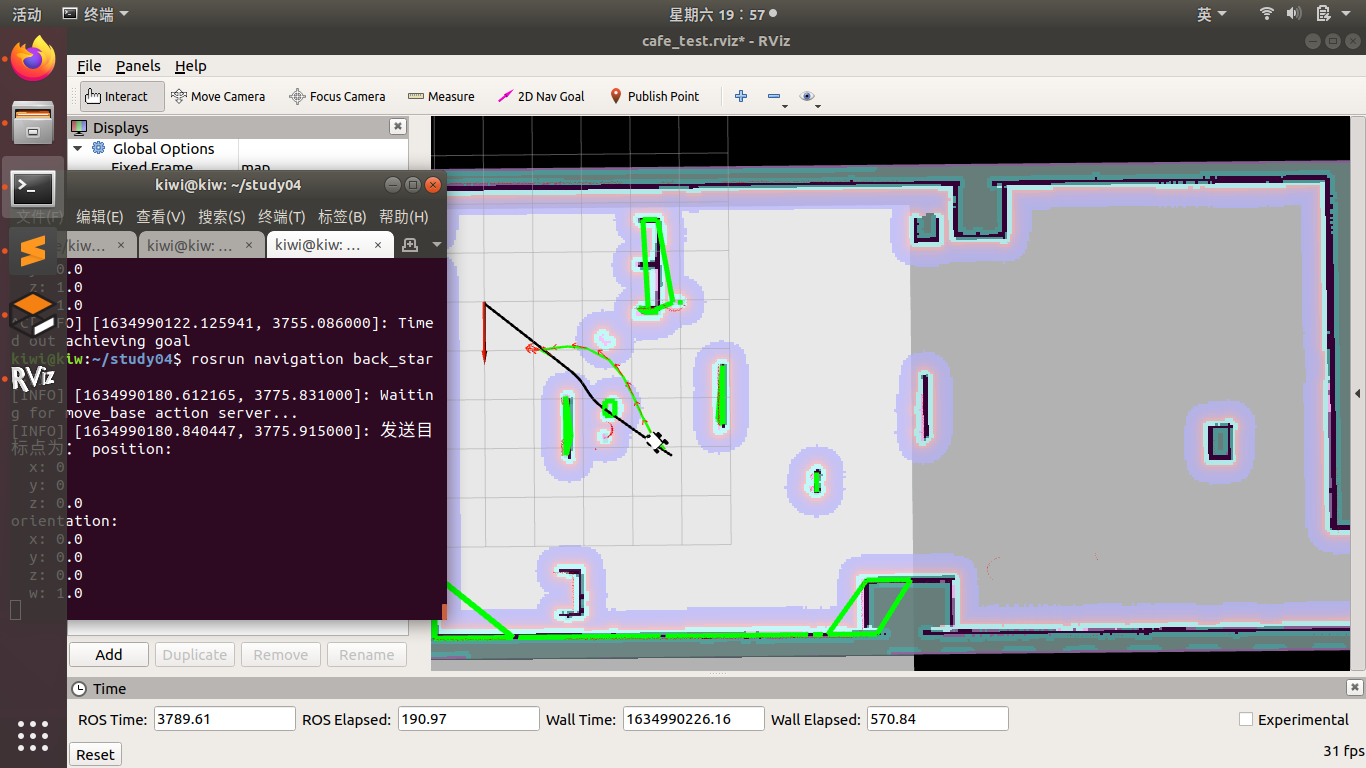 活动
终端
星期六 19：57
英
cafe_test.rviz* - RViz
File Panels Help
Interact Move Camera Focus Camera Measure 2D Nav Goal Publish Point
Displays
Global Options
Fixed Frame map
kiwi@kiw: ~/study04
文件(F) 编辑(E) 查看(V) 搜索(S) 终端(T) 标签(B) 帮助(H)
kiwi@kiw: ...
kiwi@kiw: ...
0.0
z: 1.0
1.0
[1634990122.125941, 3755.086000]: Time
d out achieving goal
kiwi@kiw:~/study04$ rosrun navigation back_star
[INFO] [1634990180.612165, 3775.831000]: Waitin
g for move_base action server...
[INFO] [1634990180.840447, 3775.915000]: 发送目
标点为： position:
x: 0
y: 0
z: 0.0
orientation:
x: 0.0
y: 0.0
z: 0.0
w: 1.0
RViz
Add Duplicate Remove Rename
Time
ROS Time: 3789.61 ROS Elapsed: 190.97 Wall Time: 1634990226.16 Wall Elapsed: 570.84 Experimental
Reset 31 fps